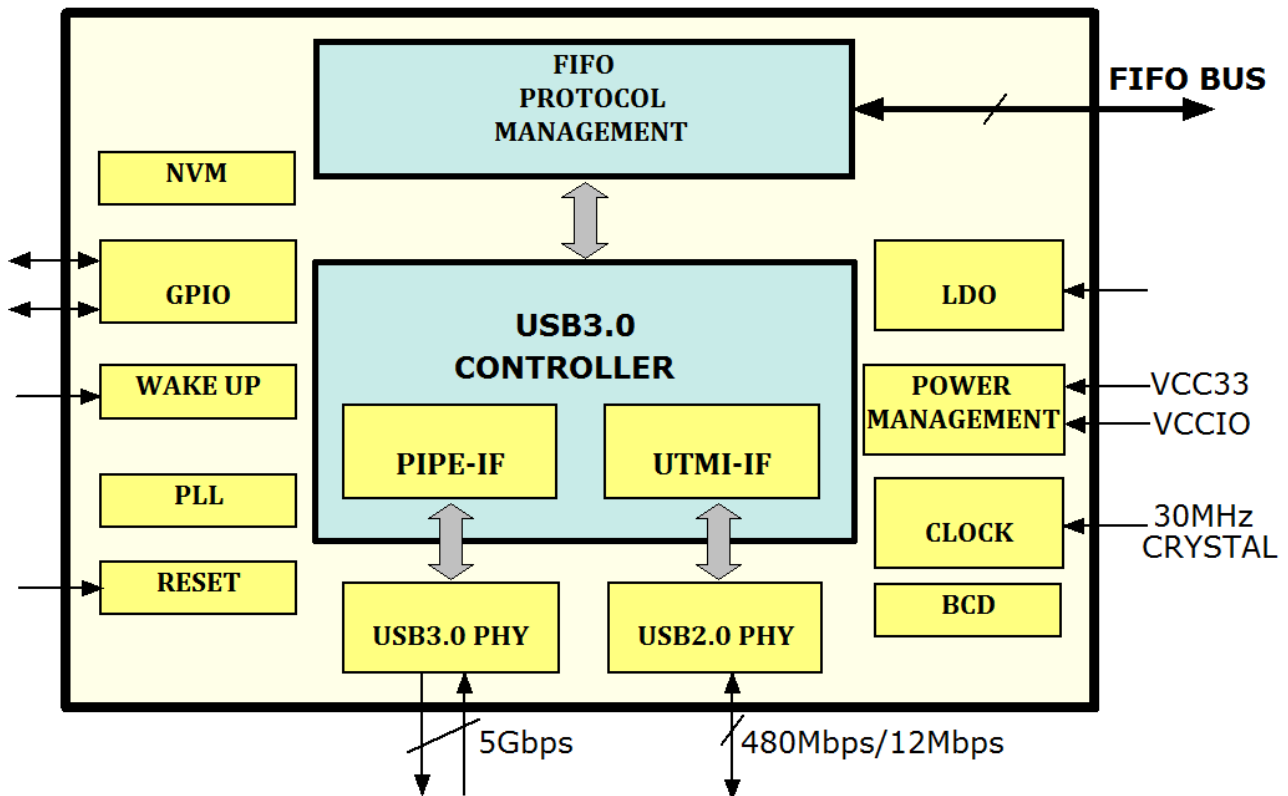 FIFO
PROTOCOL
MANAGEMENT
FIFO BUS
NVM
GPIO
LDO
USB3.0
CONTROLLER
WAKE UP
POWER
MANAGEMENT
VCC33
VCCIO
PIPE-IF
UTMI-IF
PLL
CLOCK
30MHz
CRYSTAL
RESET
BCD
USB3.0 PHY
USB2.0 PHY
5Gbps
480Mbps/12Mbps